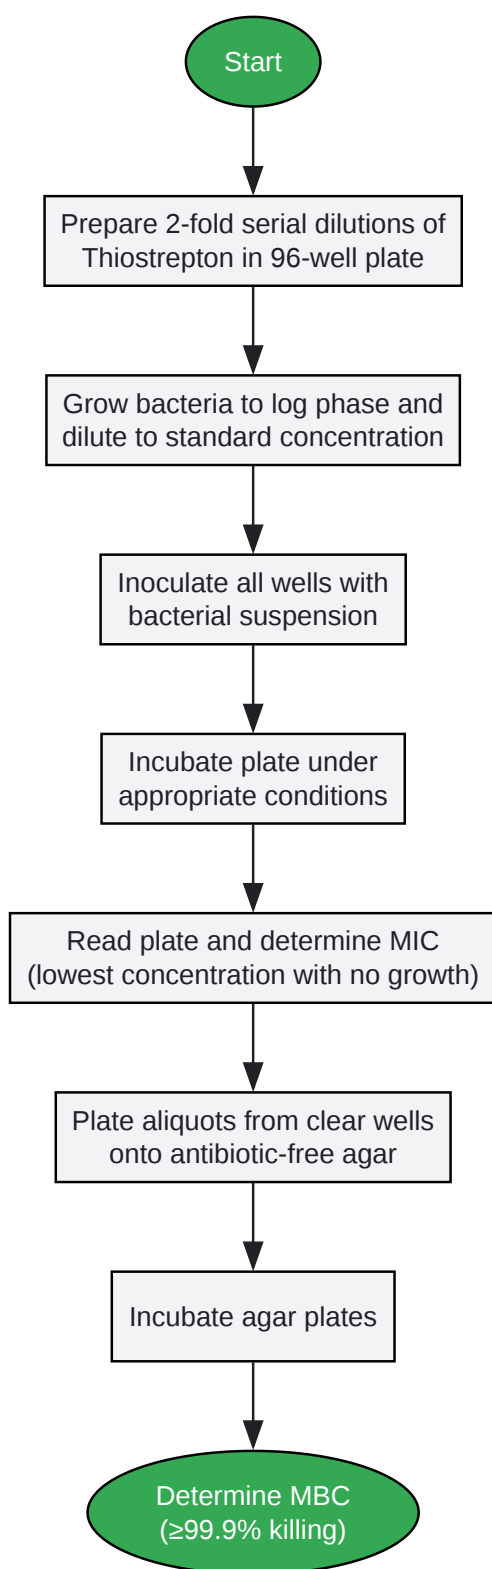 Start
Prepare 2-fold serial dilutions of
Thiostrepton in 96-well plate
Grow bacteria to log phase and
dilute to standard concentration
Inoculate all wells with
bacterial suspension
Incubate plate under
appropriate conditions
Read plate and determine MIC
(lowest concentration with no growth)
Plate aliquots from clear wells
onto antibiotic-free agar
Incubate agar plates
Determine MBC
(≥99.9% killing)